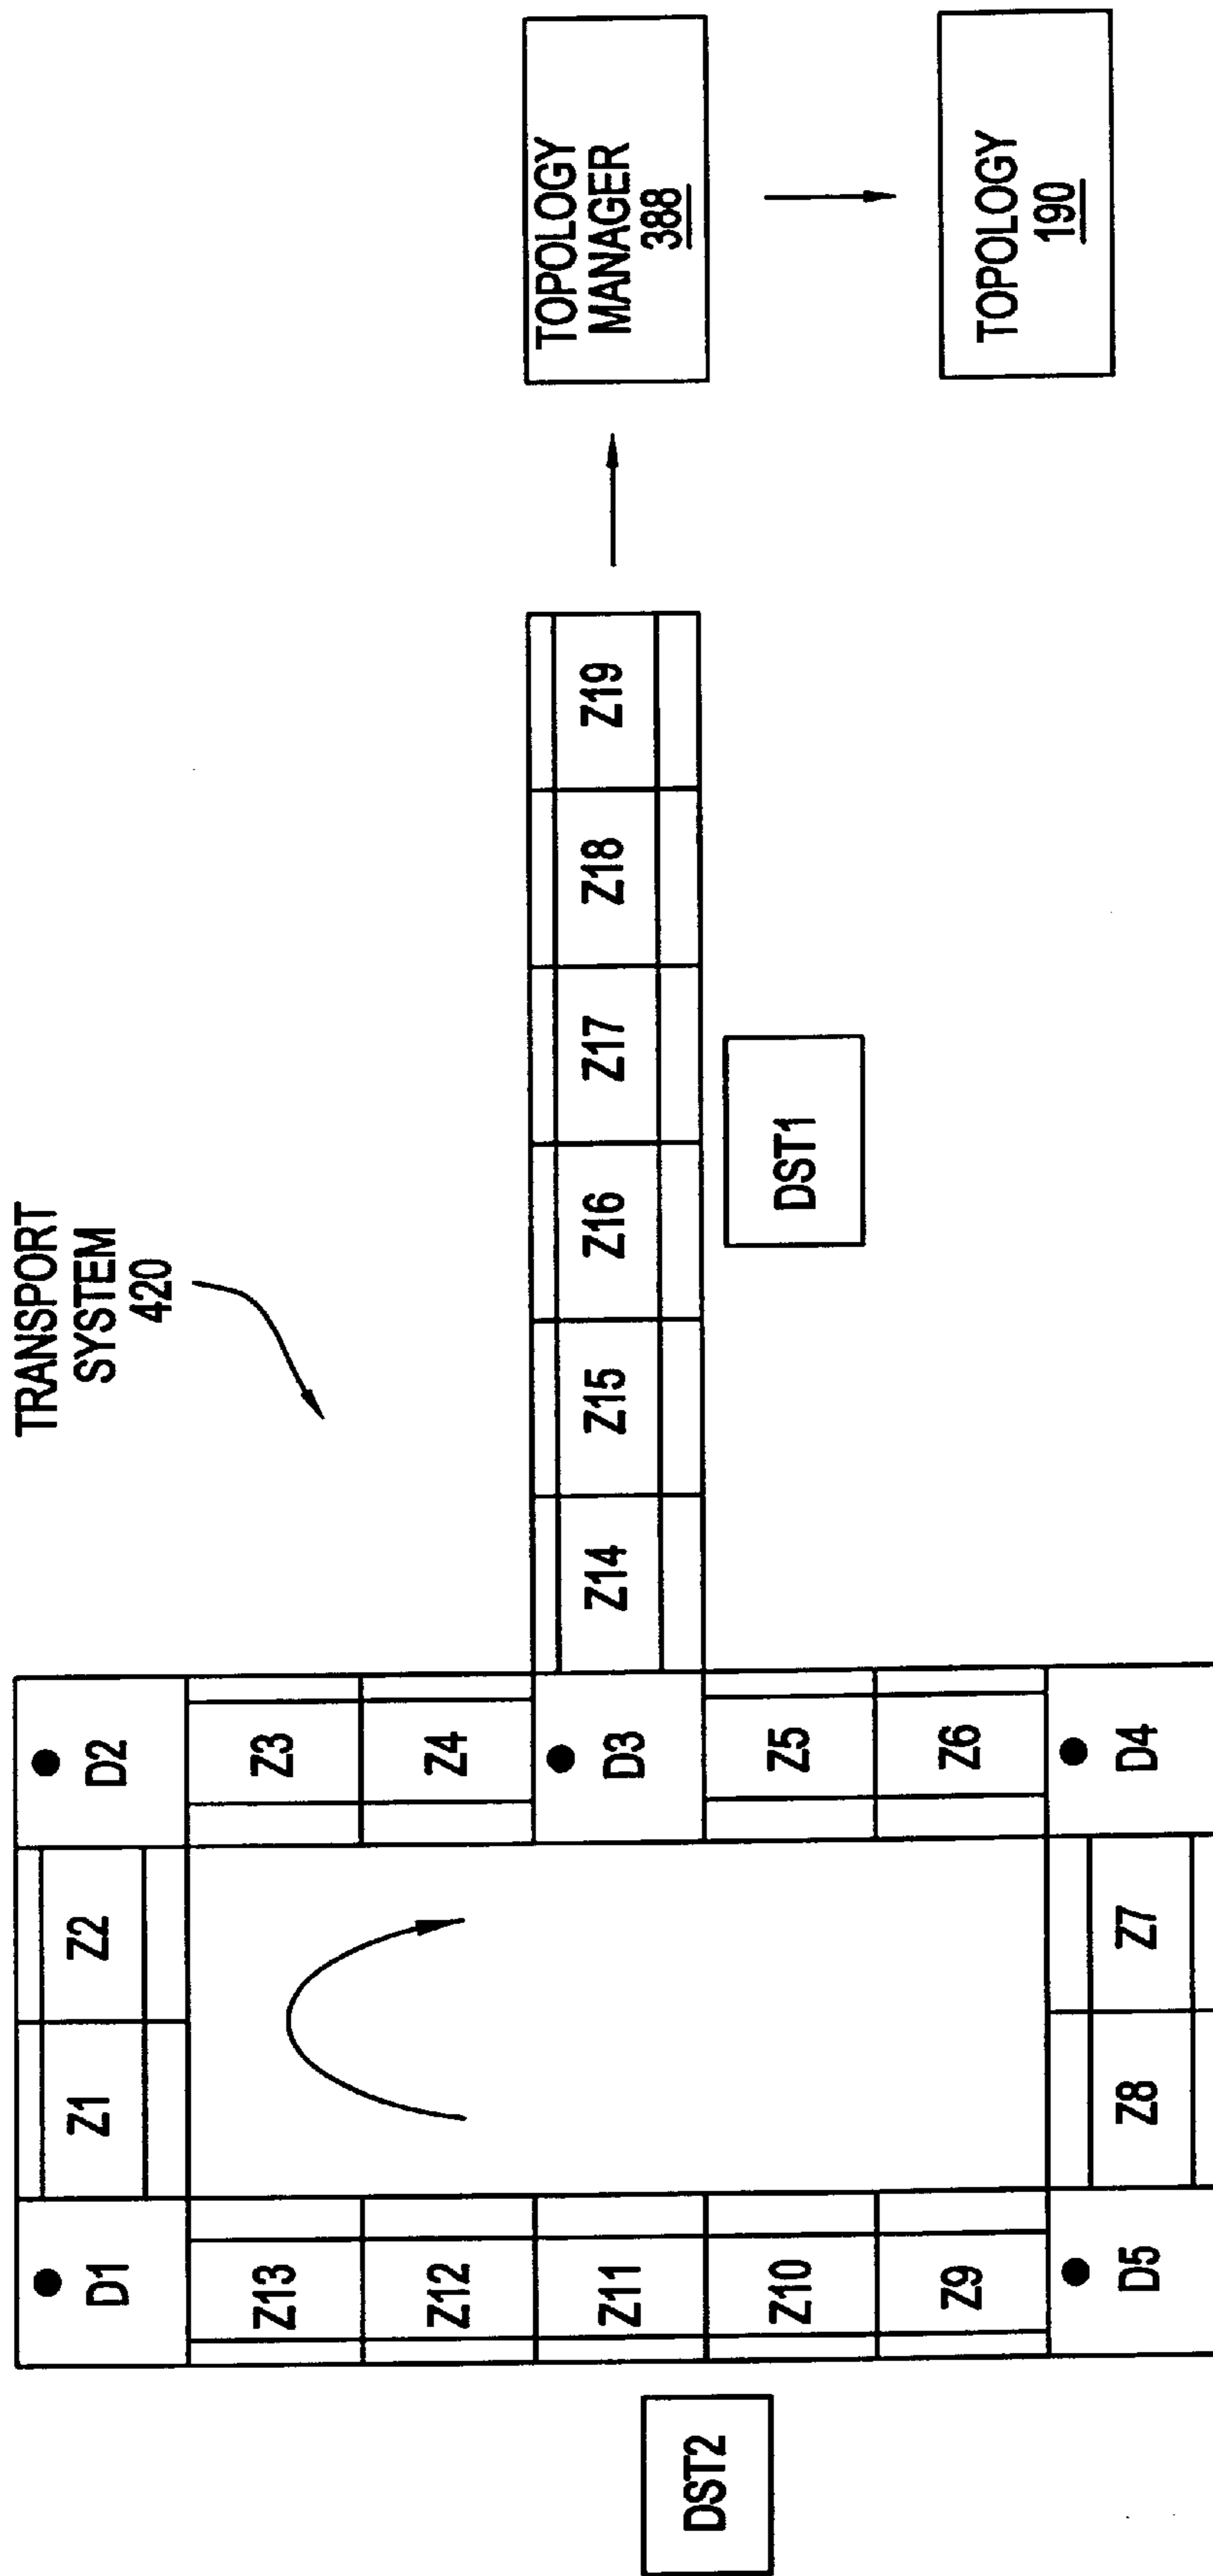 TRANSPORT
SYSTEM
420
D1
Z1
Z2
D2
Z13
Z3
Z12
Z4
DST2
Z11
D3
Z14
Z15
Z16
Z17
Z18
Z19
TOPOLOGY
MANAGER
388
Z10
Z5
DST1
Z9
Z6
D5
Z8
Z7
D4
TOPOLOGY
190